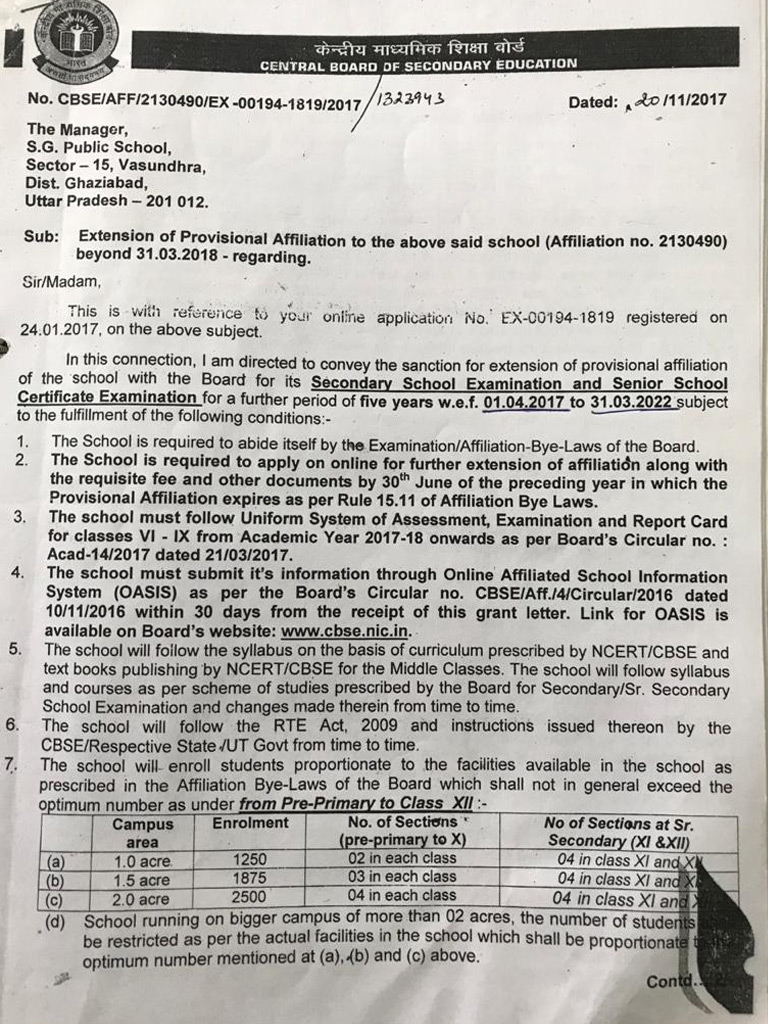 केन्द्रीय माध्यमिक शिक्षा बोर्ड
CENTRAL BOARD OF SECONDARY EDUCATION
No. CBSE/AFF/2130490/EX -00194-1819/2017/1323943 Dated: 20/11/2017
The Manager,
S.G. Public School,
Sector – 15, Vasundhra,
Dist. Ghaziabad,
Uttar Pradesh – 201 012.
Sub: Extension of Provisional Affiliation to the above said school (Affiliation no. 2130490)
beyond 31.03.2018 - regarding.
Sir/Madam,
This is with reference to your online application No. EX-00194-1819 registered on
24.01.2017, on the above subject.
In this connection, I am directed to convey the sanction for extension of provisional affiliation
of the school with the Board for its Secondary School Examination and Senior School
Certificate Examination for a further period of five years w.e.f. 01.04.2017 to 31.03.2022 subject
to the fulfillment of the following conditions:-
1. The School is required to abide itself by the Examination/Affiliation-Bye-Laws of the Board.
2. The School is required to apply on online for further extension of affiliation along with
the requisite fee and other documents by 30th June of the preceding year in which the
Provisional Affiliation expires as per Rule 15.11 of Affiliation Bye Laws.
3. The school must follow Uniform System of Assessment, Examination and Report Card
for classes VI - IX from Academic Year 2017-18 onwards as per Board's Circular no. :
Acad-14/2017 dated 21/03/2017.
4. The school must submit it's information through Online Affiliated School Information
System (OASIS) as per the Board's Circular no. CBSE/Aff./4/Circular/2016 dated
10/11/2016 within 30 days from the receipt of this grant letter. Link for OASIS is
available on Board's website: www.cbse.nic.in.
5. The school will follow the syllabus on the basis of curriculum prescribed by NCERT/CBSE and
text books publishing by NCERT/CBSE for the Middle Classes. The school will follow syllabus
and courses as per scheme of studies prescribed by the Board for Secondary/Sr. Secondary
School Examination and changes made therein from time to time.
6. The school will follow the RTE Act, 2009 and instructions issued thereon by the
CBSE/Respective State /UT Govt from time to time.
7. The school will enroll students proportionate to the facilities available in the school as
prescribed in the Affiliation Bye-Laws of the Board which shall not in general exceed the
optimum number as under from Pre-Primary to Class XII :-
Campus area Enrolment No. of Sections (pre-primary to X) No of Sections at Sr. Secondary (XI &XII)
(a) 1.0 acre 1250 02 in each class 04 in class XI and XII
(b) 1.5 acre 1875 03 in each class 04 in class XI and
(c) 2.0 acre 2500 04 in each class 04 in class XI and
(d) School running on bigger campus of more than 02 acres, the number of students
be restricted as per the actual facilities in the school which shall be proportionate
optimum number mentioned at (a), (b) and (c) above.
Contd..